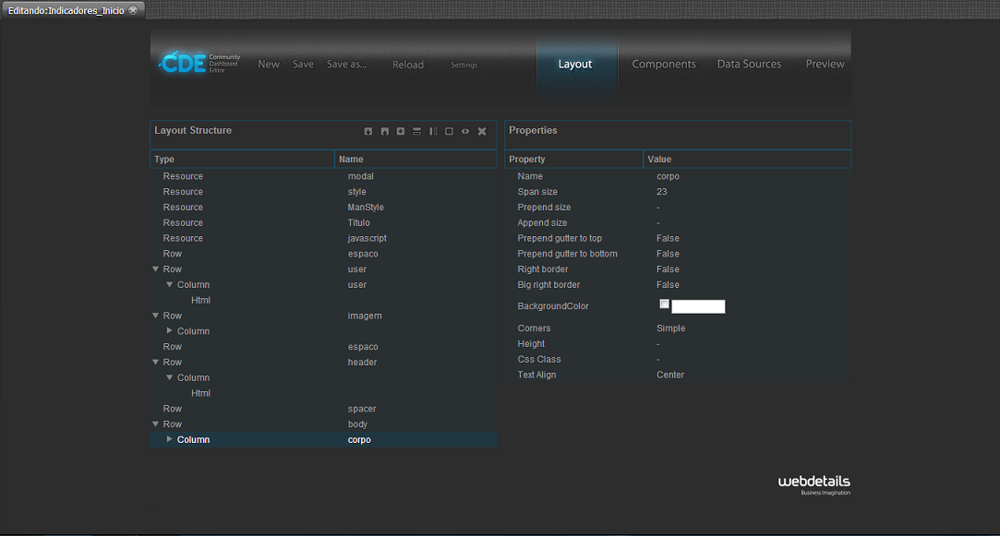 Editando:Indicadores_Inicio
CDE Community Dashboard Editor
New Save Save as... Reload Settings Layout Components Data Sources Preview
Layout Structure
Type Name
Resource modal
Resource style
Resource ManStyle
Resource Titulo
Resource javascript
Row espaco
Row user
Column user
Html
Row imagem
Column
Row espaco
Row header
Column
Html
Row spacer
Row body
Column corpo
Properties
Property Value
Name corpo
Span size 23
Prepend size -
Append size -
Prepend gutter to top False
Prepend gutter to bottom False
Right border False
Big right border False
BackgroundColor
Corners Simple
Height -
Css Class -
Text Align Center
webdetails
Business Imagination